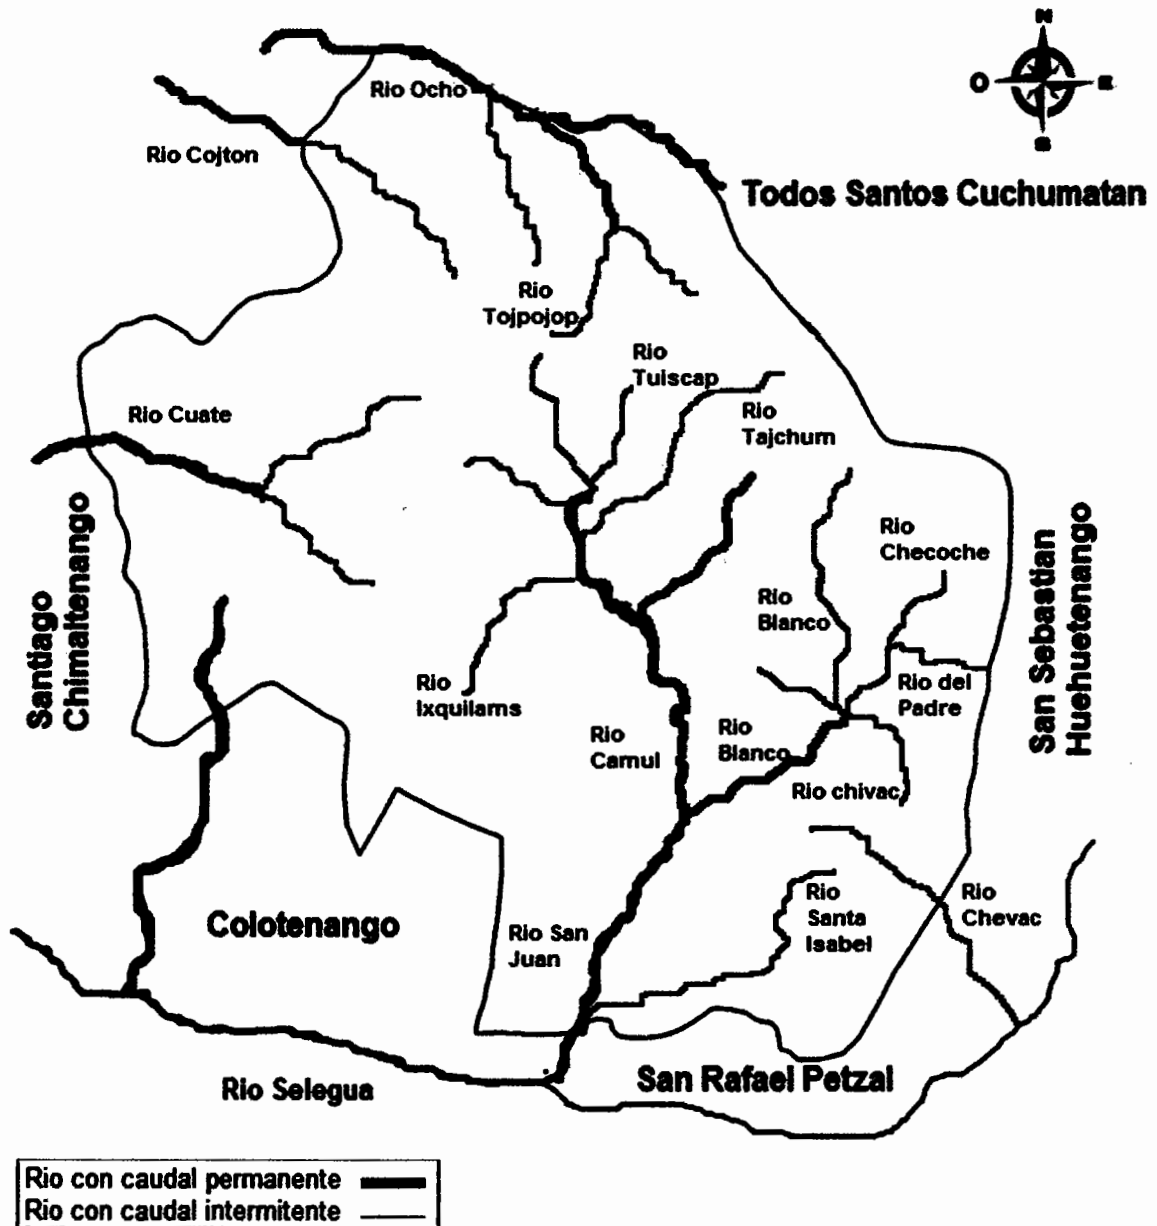 N
O
E
S
Rio Ocho
Rio Cojton
Todos Santos Cuchumatan
Rio
Tojpojop
Rio
Tuiscap
Rio Cuate
Rio
Tajchum
Santiago
Chimaltenango
Rio
Checoche
San Sebastian
Huehuetenango
Rio
Blanco
Rio
Ixquilams
Rio del
Padre
Rio
Camul
Rio
Blanco
Rio chivac
Colotenango
Rio
Santa
Isabel
Rio
Chevac
Rio San
Juan
Rio Selegua
San Rafael Petzal
Rio con caudal permanente
Rio con caudal intermitente